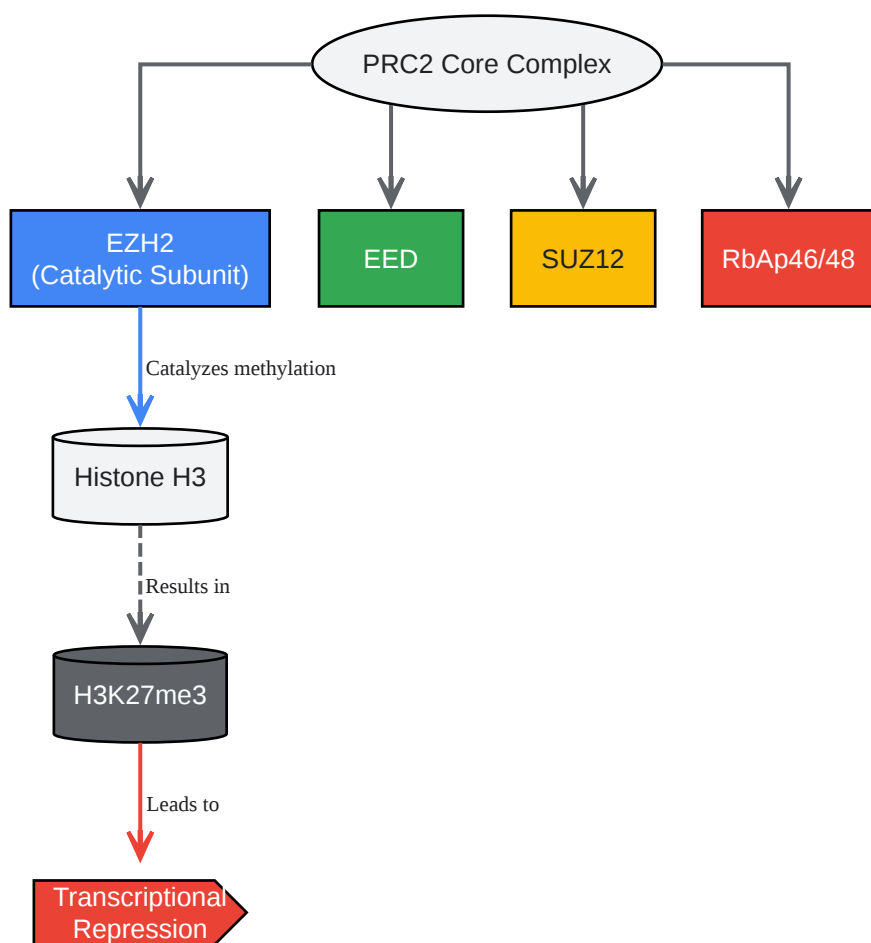 PRC2 Core Complex
EZH2
(Catalytic Subunit)
EED
SUZ12
RbAp46/48
Catalyzes methylation
Histone H3
Results in
H3K27me3
Leads to
Transcriptional
Repression